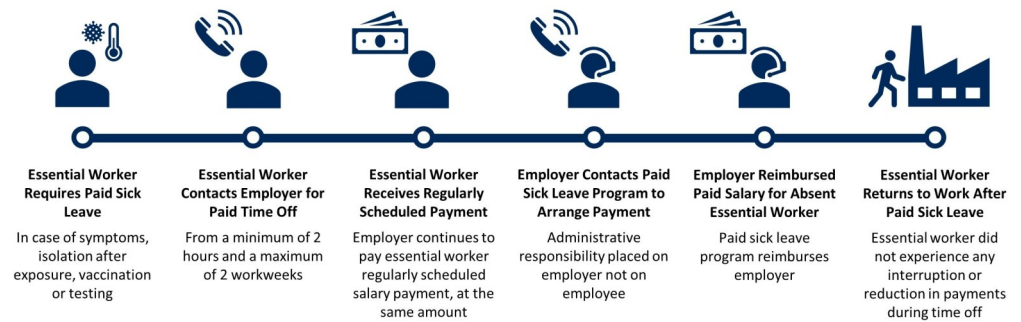 Essential Worker
Requires Paid Sick
Leave
In case of symptoms,
isolation after
exposure, vaccination
or testing
Essential Worker
Contacts Employer for
Paid Time Off
From a minimum of 2
hours and a maximum
of 2 workweeks
Essential Worker
Receives Regularly
Scheduled Payment
Employer continues to
pay essential worker
regularly scheduled
salary payment, at the
same amount
Employer Contacts Paid
Sick Leave Program to
Arrange Payment
Administrative
responsibility placed on
employer not on
employee
Employer Reimbursed
Paid Salary for Absent
Essential Worker
Paid sick leave
program reimburses
employer
Essential Worker
Returns to Work After
Paid Sick Leave
Essential worker did
not experience any
interruption or
reduction in payments
during time off